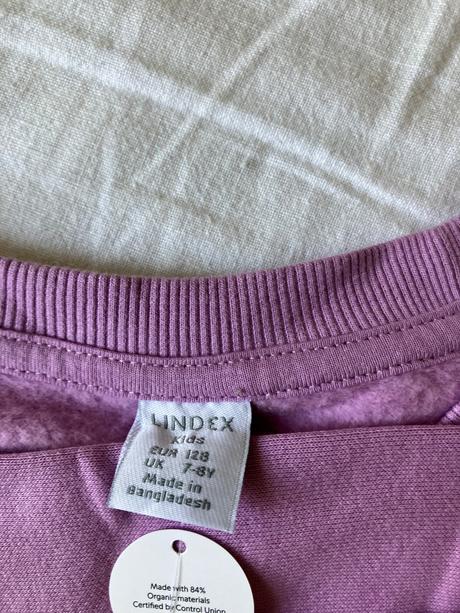 LINDEX
Kids
EUR 128
UK 7-8Y
Made in
Bangladesh
Made with 84%
Organic materials
Certified by Control Union